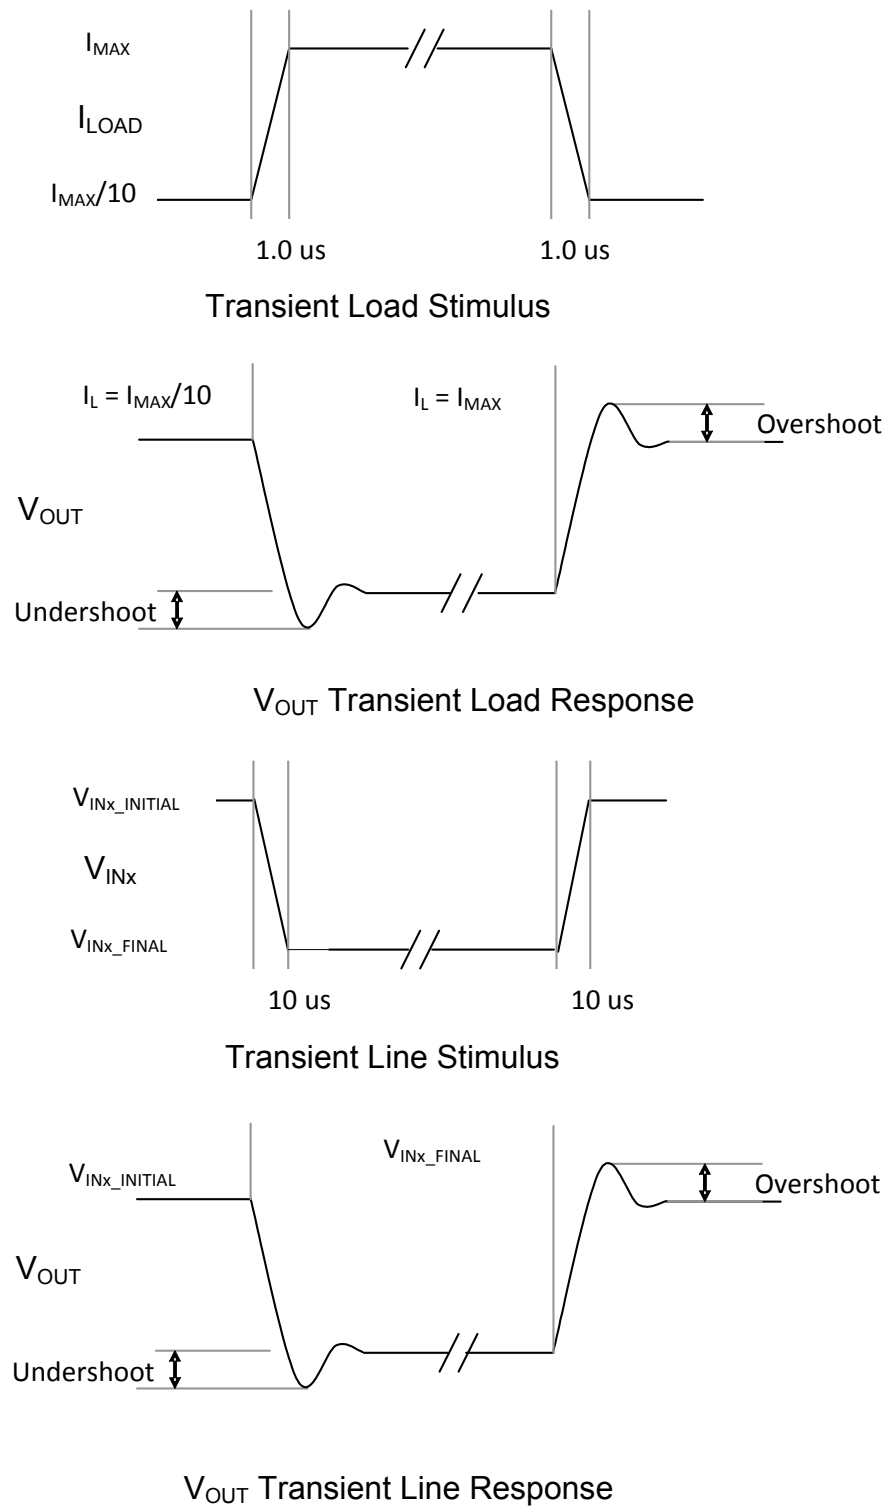 I_MAX
I_LOAD
I_MAX/10
1.0 us 1.0 us
Transient Load Stimulus
I_L = I_MAX/10 I_L = I_MAX
Overshoot
V_OUT
Undershoot
V_OUT Transient Load Response
V_INx_INITIAL
V_INx
V_INx_FINAL
10 us 10 us
Transient Line Stimulus
V_INx_INITIAL V_INx_FINAL
Overshoot
V_OUT
Undershoot
V_OUT Transient Line Response